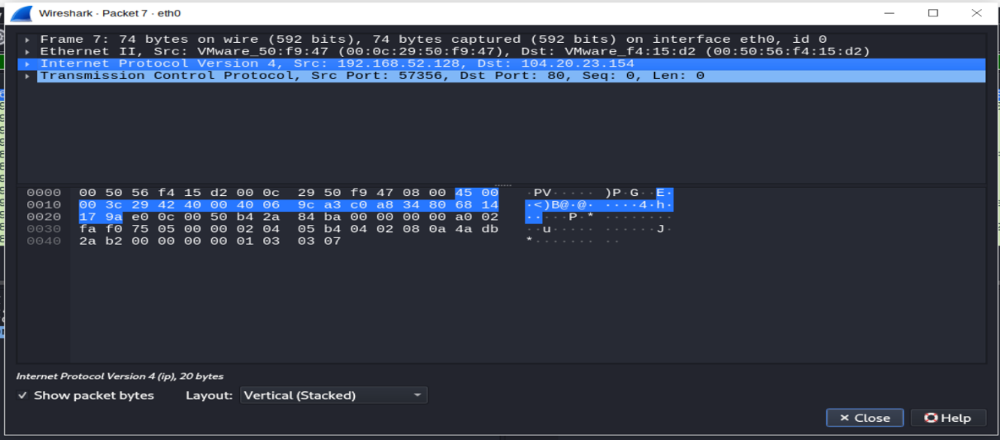 Wireshark · Packet 7 · eth0
Frame 7: 74 bytes on wire (592 bits), 74 bytes captured (592 bits) on interface eth0, id 0
Ethernet II, Src: VMware_50:f9:47 (00:0c:29:50:f9:47), Dst: VMware_f4:15:d2 (00:50:56:f4:15:d2)
Internet Protocol Version 4, Src: 192.168.52.128, Dst: 104.20.23.154
Transmission Control Protocol, Src Port: 57356, Dst Port: 80, Seq: 0, Len: 0
0000 00 50 56 f4 15 d2 00 0c 29 50 f9 47 08 00 45 00 ·PV·····)P·G··E·
0010 00 3c 29 42 40 00 40 06 9c a3 c0 a8 34 80 68 14 ·<)B@·@·····4·h·
0020 17 9a e0 0c 00 50 b4 2a 84 ba 00 00 00 00 a0 02 ·····P·*········
0030 fa f0 75 05 00 00 02 04 05 b4 04 02 08 0a 4a db ··u···········J·
0040 2a b2 00 00 00 00 01 03 03 07 *·········
Internet Protocol Version 4 (ip), 20 bytes
Show packet bytes Layout: Vertical (Stacked)
Close Help